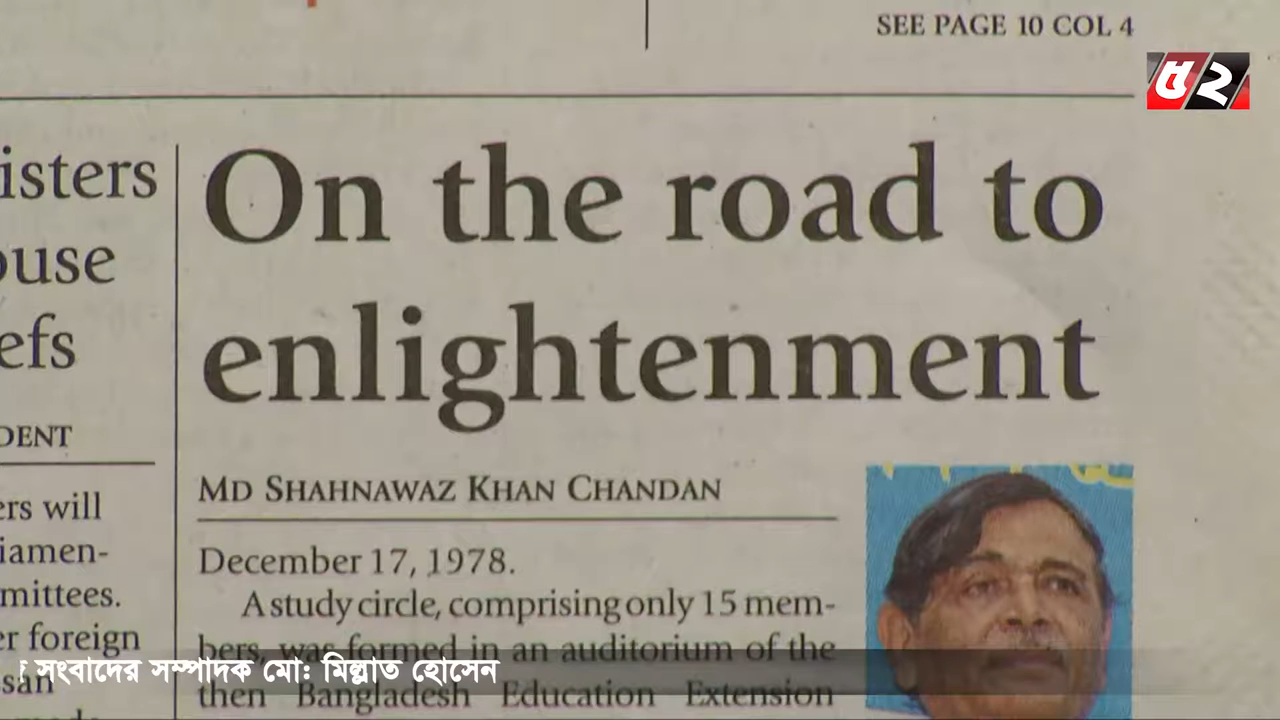 SEE PAGE 10 COL 4
৫২
isters
ouse
efs
DENT
ers will
iamen-
mittees.
er foreign
san
On the road to
enlightenment
MD SHAHNAWAZ KHAN CHANDAN
December 17, 1978.
A study circle, comprising only 15 mem-
bers, was formed in an auditorium of the
then Bangladesh Education Extension
সংবাদের সম্পাদক মো: মিল্লাত হোসেন